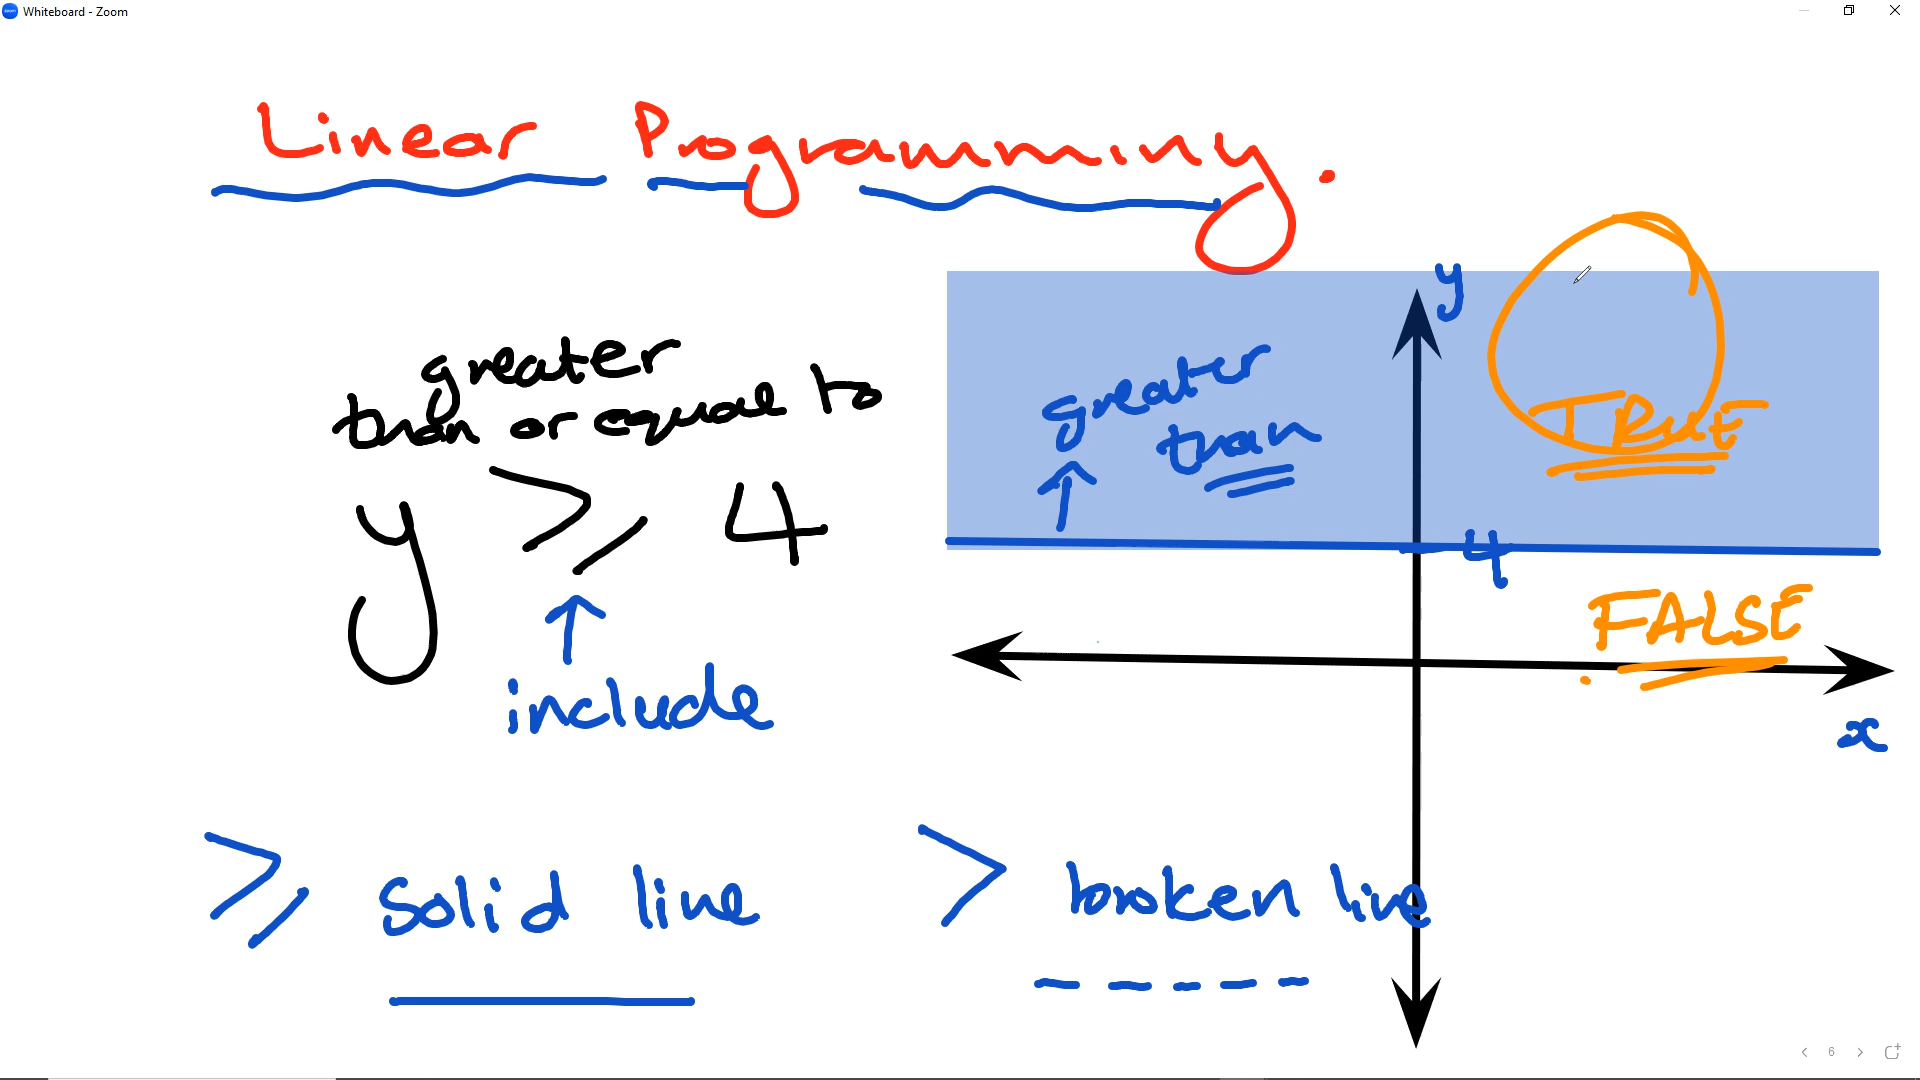 Whiteboard - Zoom
Linear Programming.
greater
than or equal to
y ⩾ 4
include
y
greater
than
TRUE
4
FALSE
x
⩾ solid line
> broken line
6